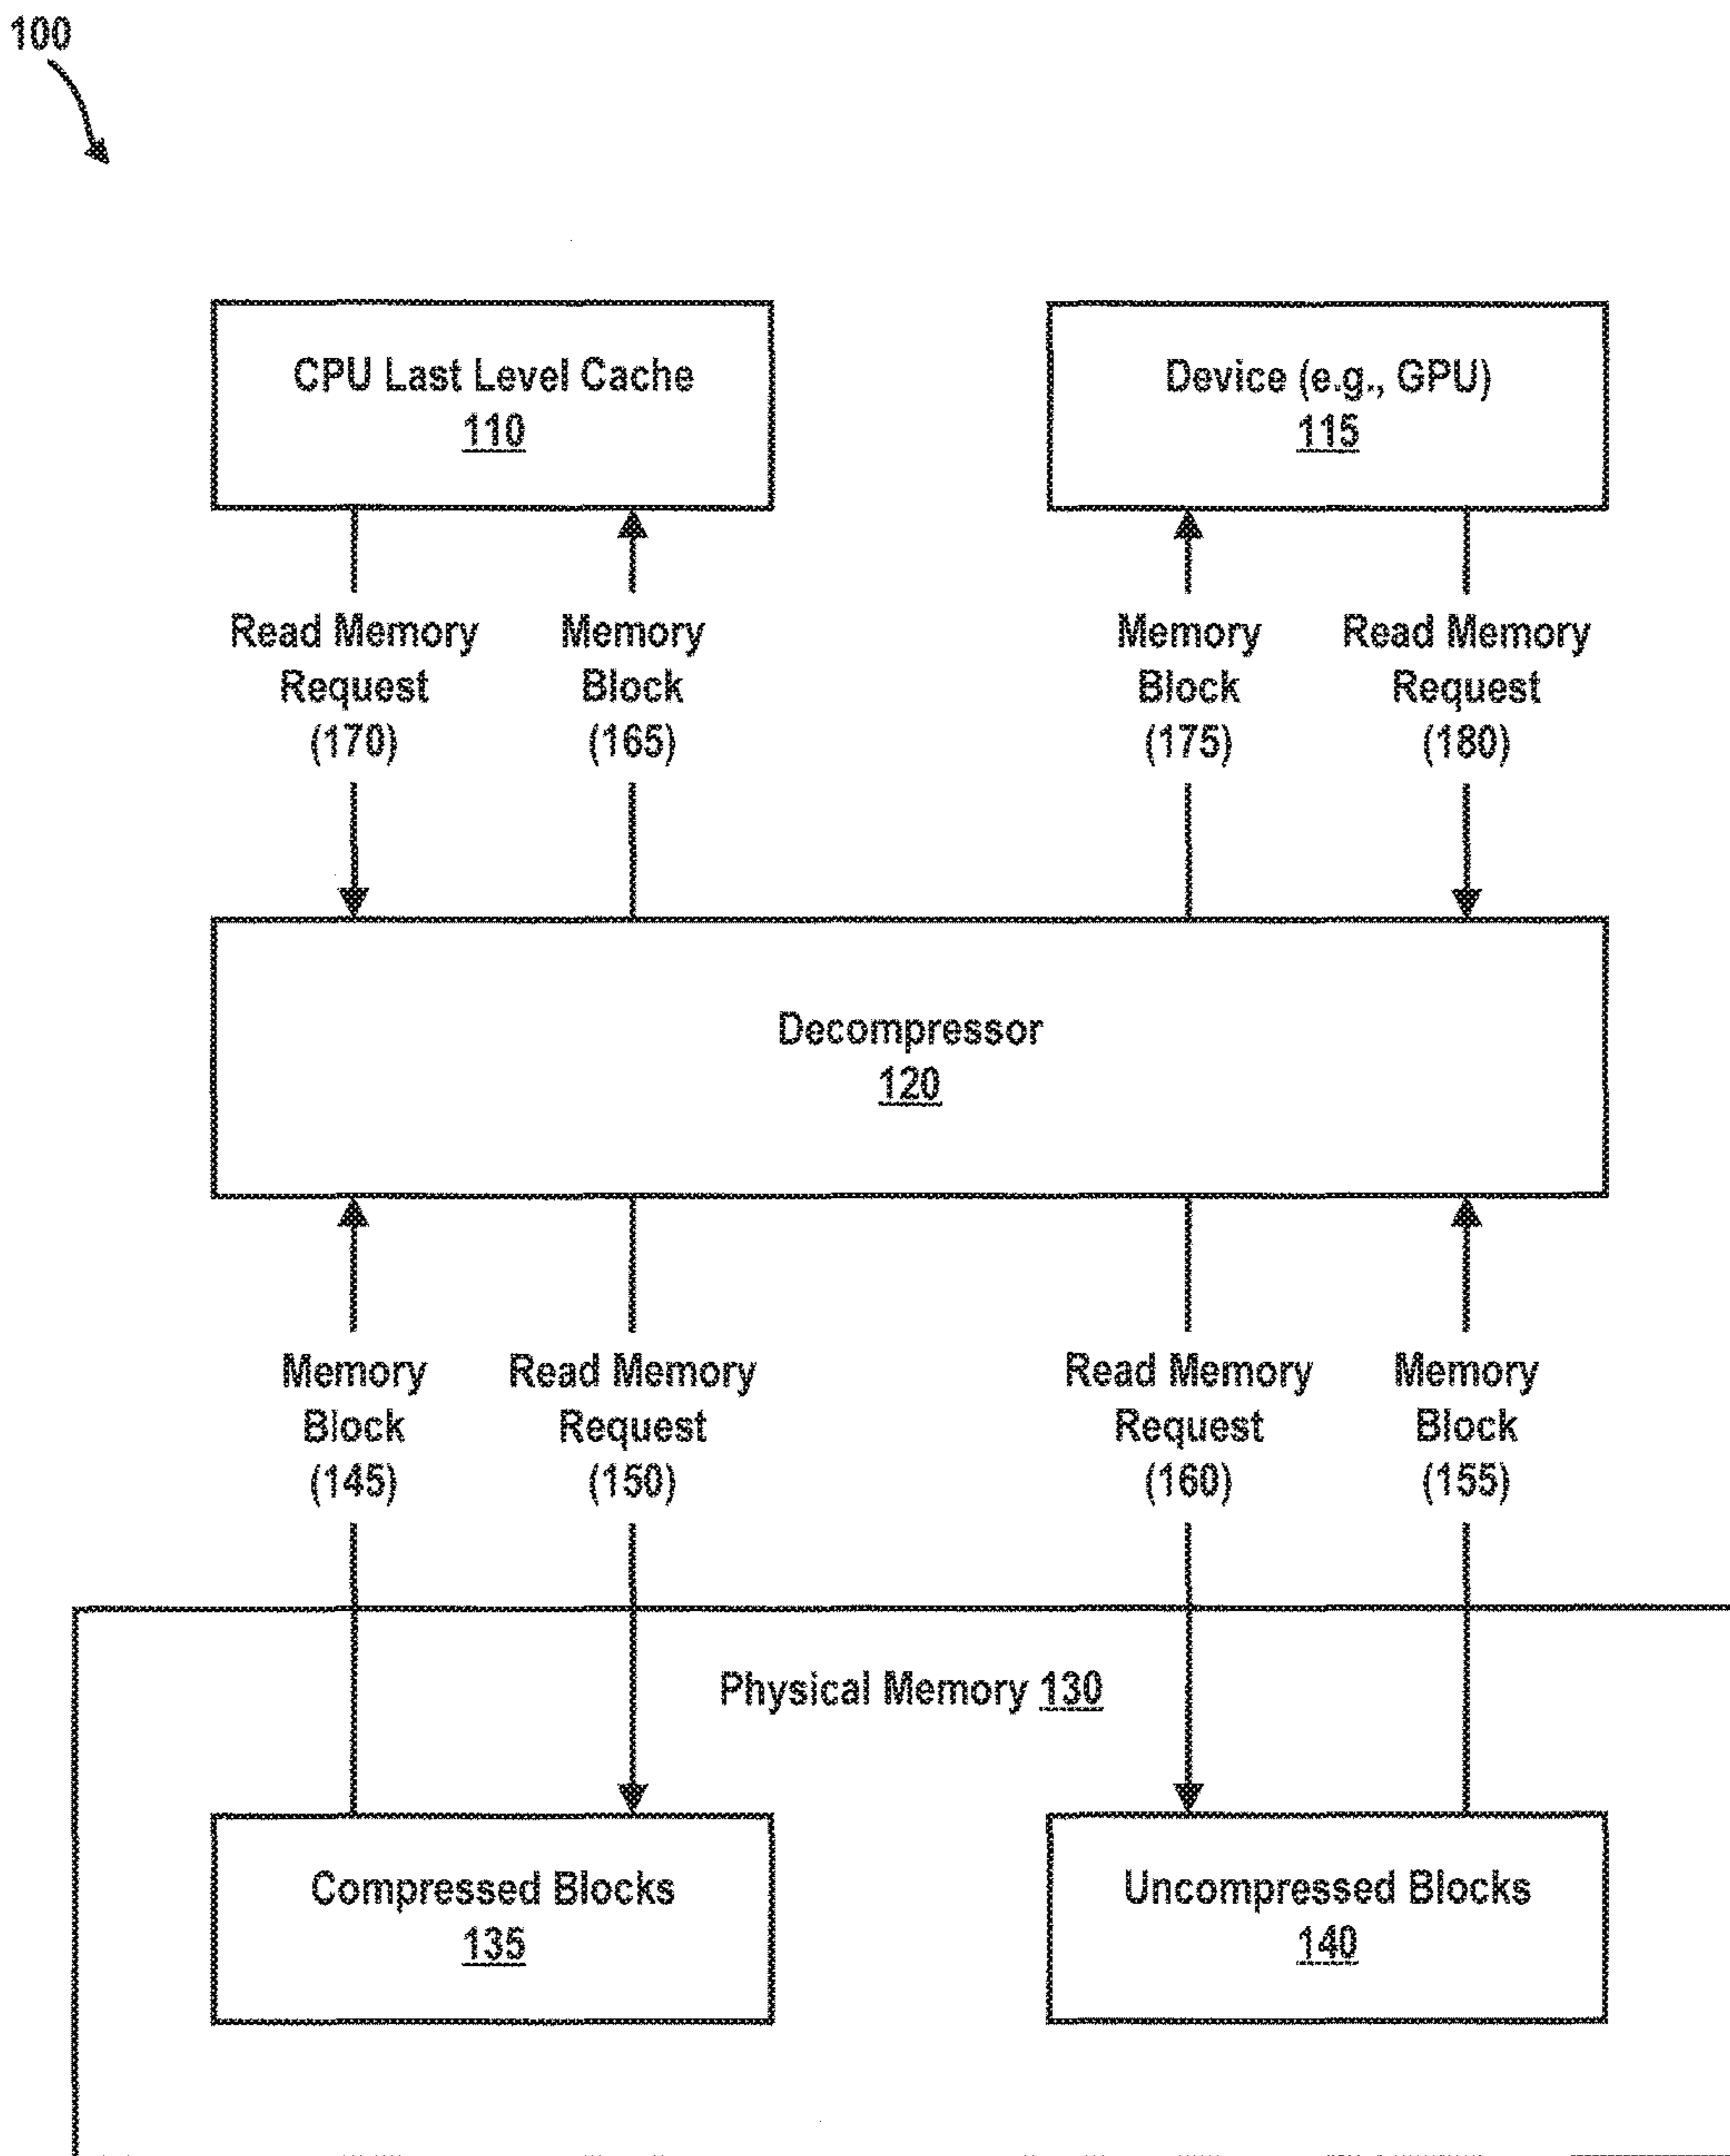 100
CPU Last Level Cache
110
Device (e.g., GPU)
115
Read Memory
Request
(170)
Memory
Block
(165)
Memory
Block
(175)
Read Memory
Request
(180)
Decompressor
120
Memory
Block
(145)
Read Memory
Request
(150)
Read Memory
Request
(160)
Memory
Block
(155)
Physical Memory 130
Compressed Blocks
135
Uncompressed Blocks
140